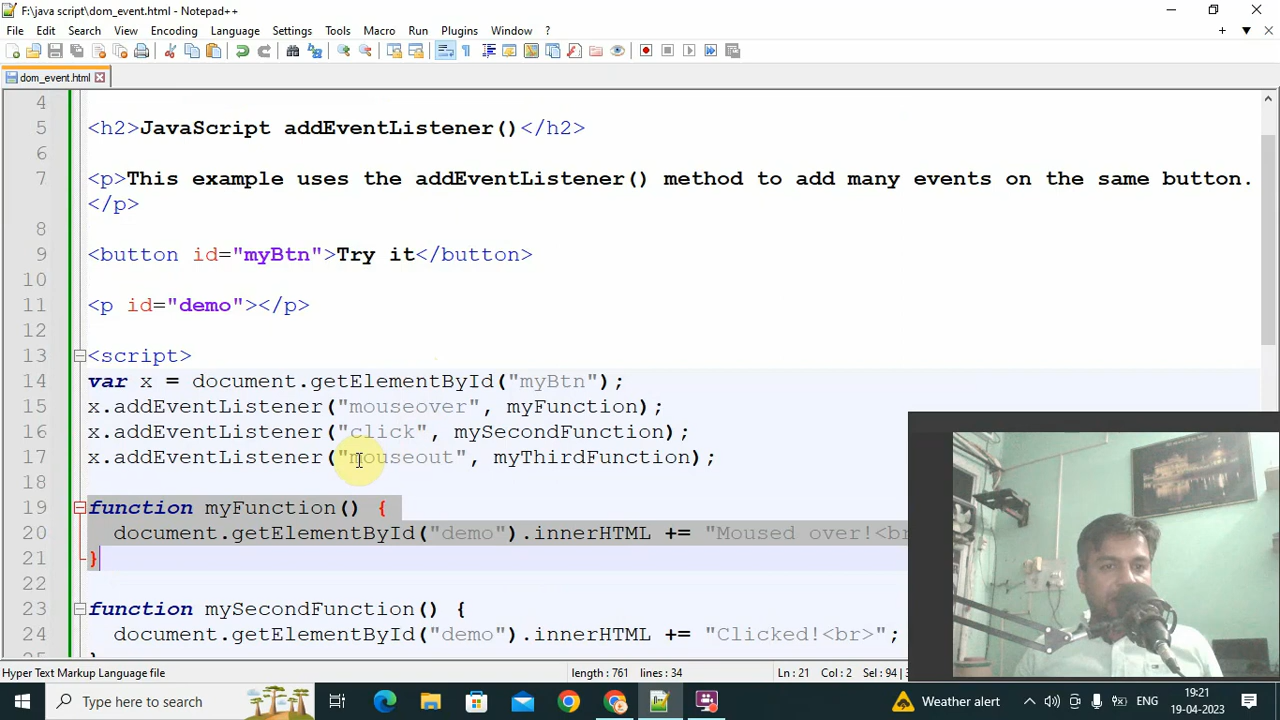 F:\java script\dom_event.html - Notepad++
File Edit Search View Encoding Language Settings Tools Macro Run Plugins Window ?
dom_event.html
4
5 <h2>JavaScript addEventListener()</h2>
6
7 <p>This example uses the addEventListener() method to add many events on the same button.
</p>
8
9 <button id="myBtn">Try it</button>
10
11 <p id="demo"></p>
12
13 <script>
14 var x = document.getElementById("myBtn");
15 x.addEventListener("mouseover", myFunction);
16 x.addEventListener("click", mySecondFunction);
17 x.addEventListener("mouseout", myThirdFunction);
18
19 function myFunction() {
20 document.getElementById("demo").innerHTML += "Moused over!<br
21 }
22
23 function mySecondFunction() {
24 document.getElementById("demo").innerHTML += "Clicked!<br>";
25
Hyper Text Markup Language file length : 761 lines : 34 Ln : 21 Col : 2 Sel : 94 |
Type here to search Weather alert ENG 19:21
19-04-2023